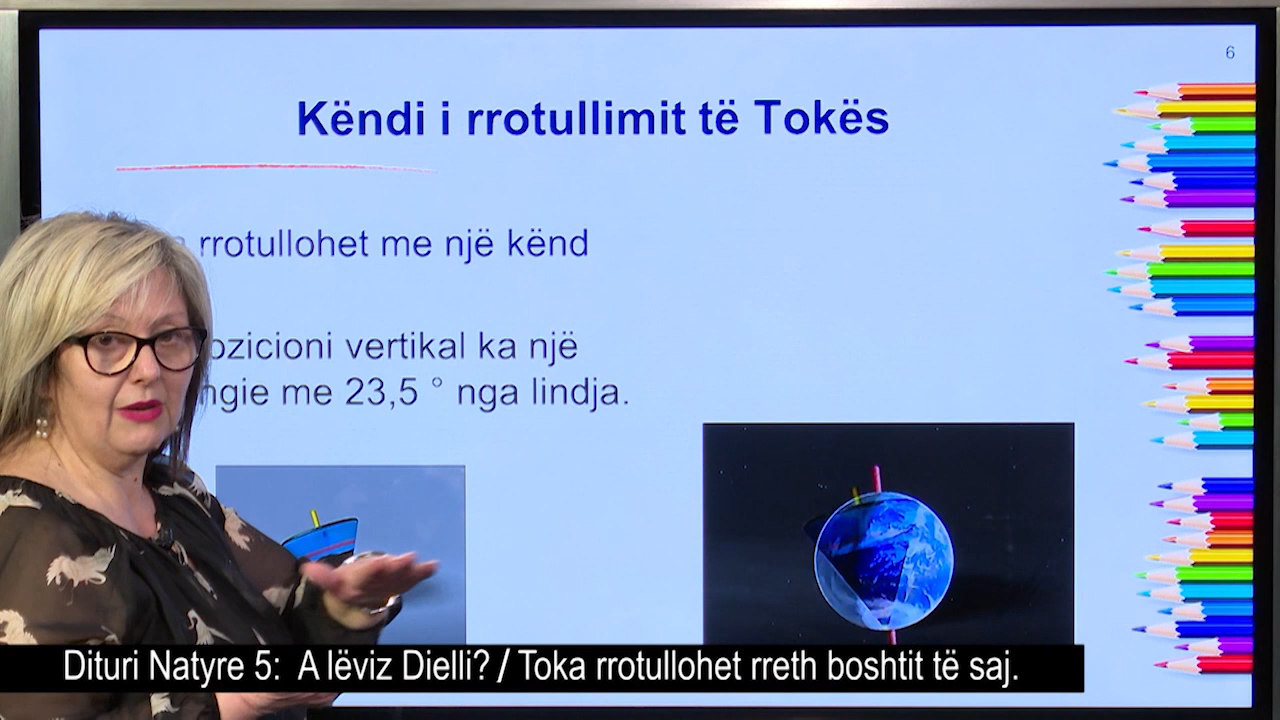 6
Këndi i rrotullimit të Tokës
rrotullohet me një kënd
pozicioni vertikal ka një
me 23,5 ° nga lindja.
Dituri Natyre 5: A lëviz Dielli? / Toka rrotullohet rreth boshtit të saj.